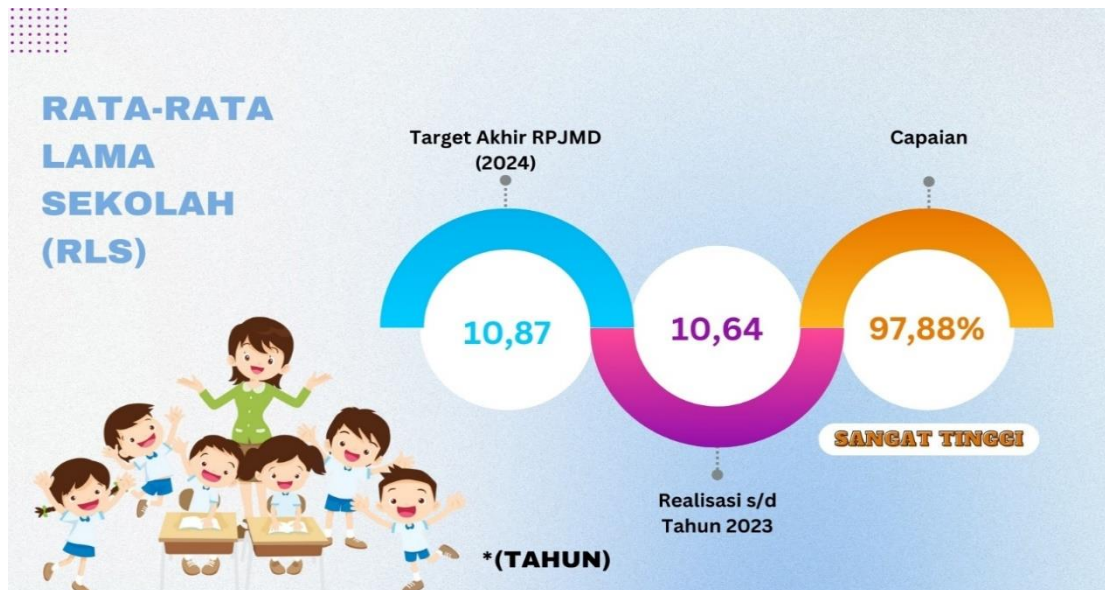 RATA-RATA
LAMA
SEKOLAH
(RLS)
Target Akhir RPJMD
(2024)
Capaian
10,87
10,64
97,88%
SANGAT TINGGI
Realisasi s/d
Tahun 2023
*(TAHUN)